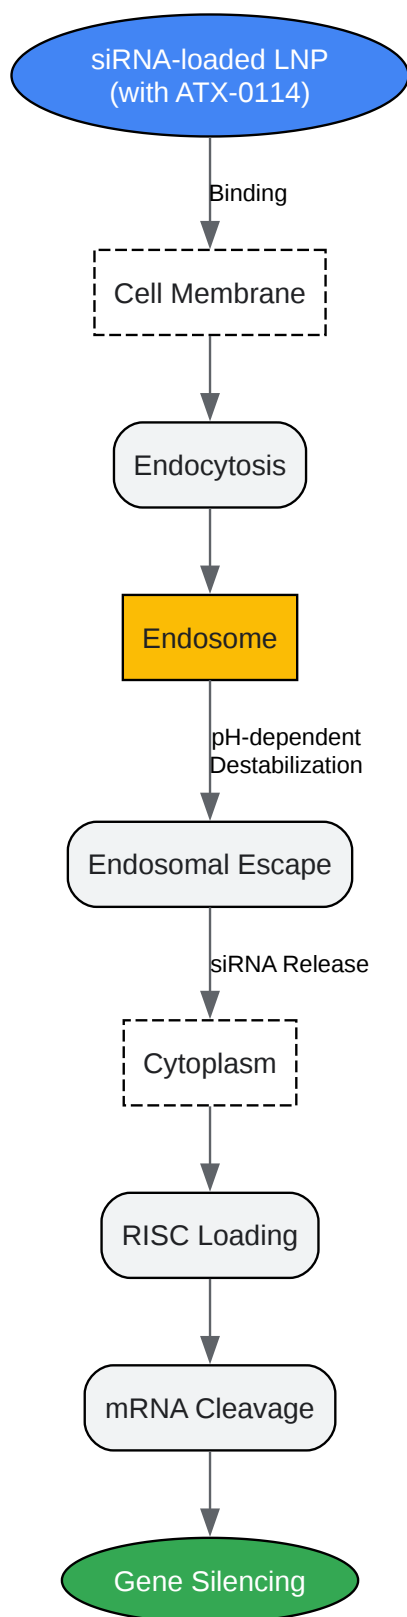 siRNA-loaded LNP
(with ATX-0114)
Binding
Cell Membrane
Endocytosis
Endosome
pH-dependent
Destabilization
Endosomal Escape
siRNA Release
Cytoplasm
RISC Loading
mRNA Cleavage
Gene Silencing